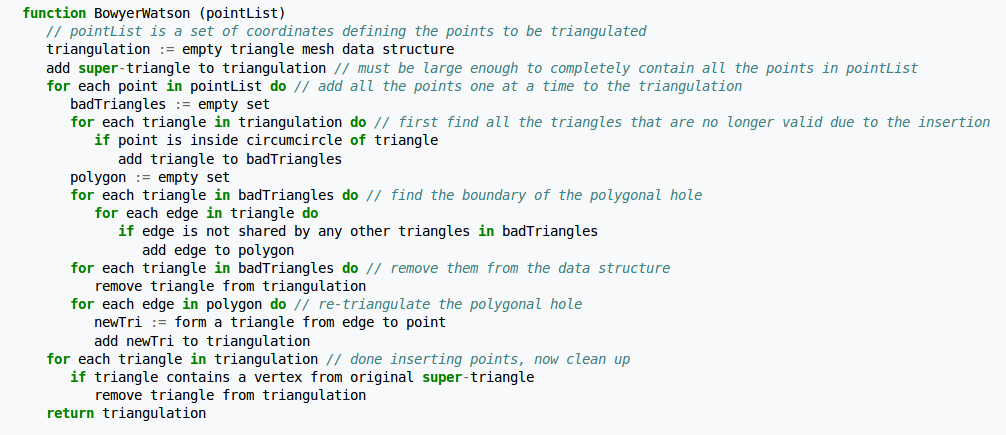 function BowyerWatson (pointList)
   // pointList is a set of coordinates defining the points to be triangulated
   triangulation := empty triangle mesh data structure
   add super-triangle to triangulation // must be large enough to completely contain all the points in pointList
   for each point in pointList do // add all the points one at a time to the triangulation
      badTriangles := empty set
      for each triangle in triangulation do // first find all the triangles that are no longer valid due to the insertion
         if point is inside circumcircle of triangle
            add triangle to badTriangles
      polygon := empty set
      for each triangle in badTriangles do // find the boundary of the polygonal hole
         for each edge in triangle do
            if edge is not shared by any other triangles in badTriangles
               add edge to polygon
      for each triangle in badTriangles do // remove them from the data structure
         remove triangle from triangulation
      for each edge in polygon do // re-triangulate the polygonal hole
         newTri := form a triangle from edge to point
         add newTri to triangulation
   for each triangle in triangulation // done inserting points, now clean up
      if triangle contains a vertex from original super-triangle
         remove triangle from triangulation
   return triangulation